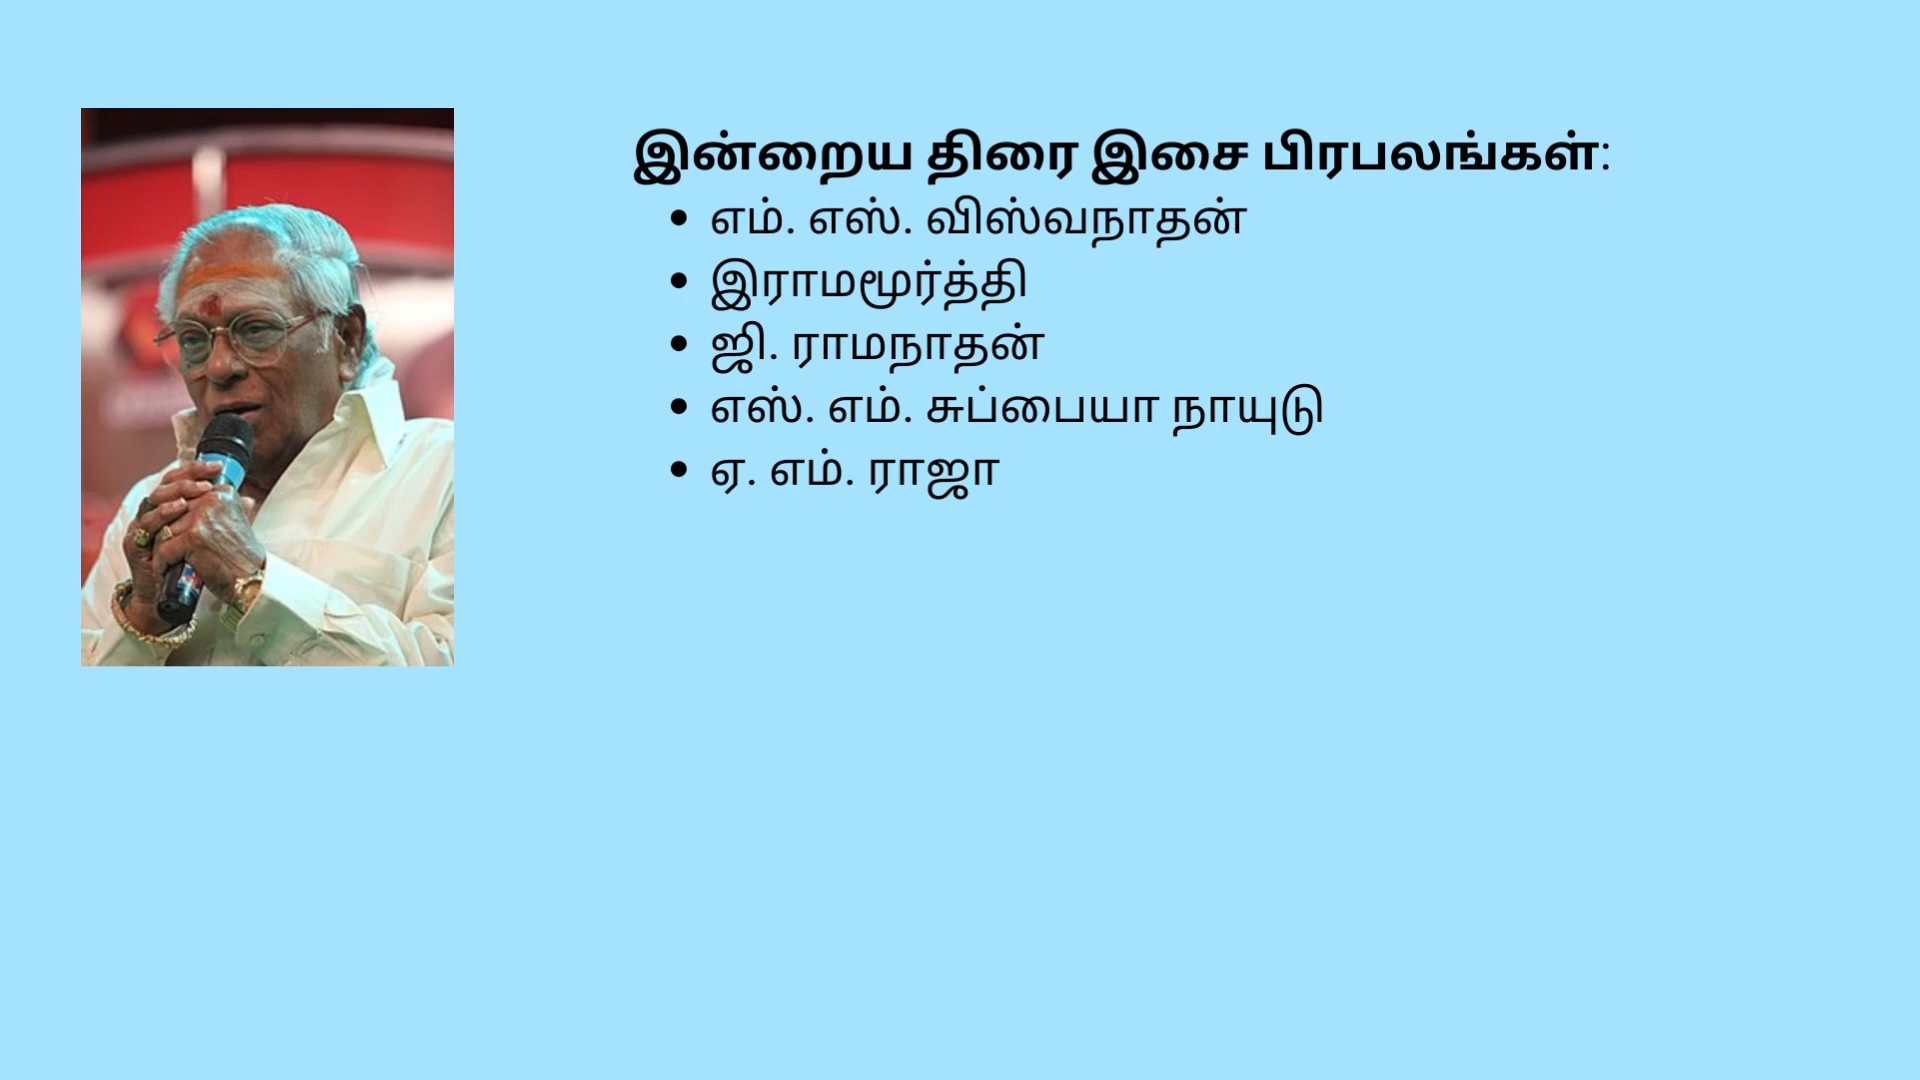 இன்றைய திரை இசை பிரபலங்கள்:
• எம். எஸ். விஸ்வநாதன்
• இராமமூர்த்தி
• ஜி. ராமநாதன்
• எஸ். எம். சுப்பையா நாயுடு
• ஏ. எம். ராஜா